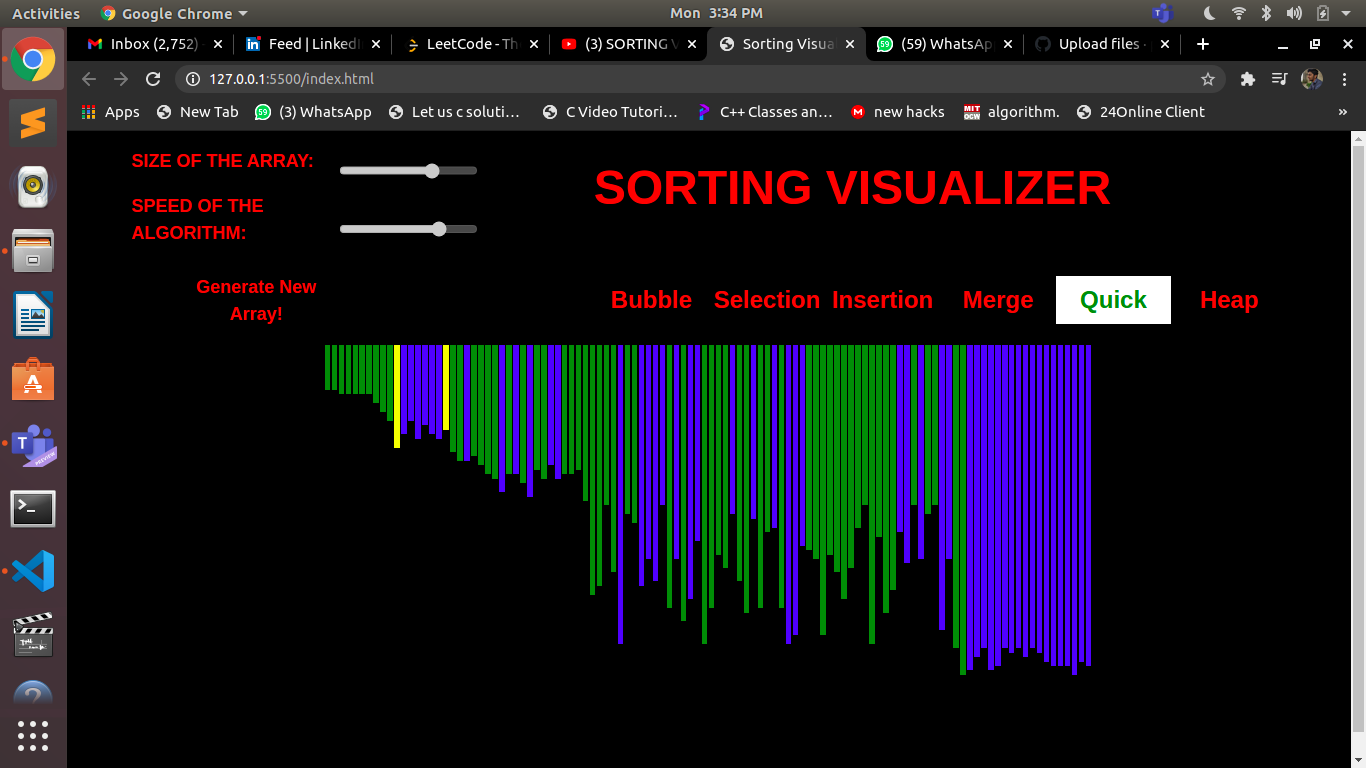 Activities Google Chrome Mon 3:34 PM
Inbox (2,752) Feed | Linked LeetCode - Th (3) SORTING V Sorting Visua (59) WhatsAp Upload files
127.0.0.1:5500/index.html
Apps New Tab (3) WhatsApp Let us c soluti… C Video Tutori… C++ Classes an… new hacks algorithm. 24Online Client »
SIZE OF THE ARRAY:
SORTING VISUALIZER
SPEED OF THE
ALGORITHM:
Generate New
Array!
Bubble Selection Insertion Merge Quick Heap